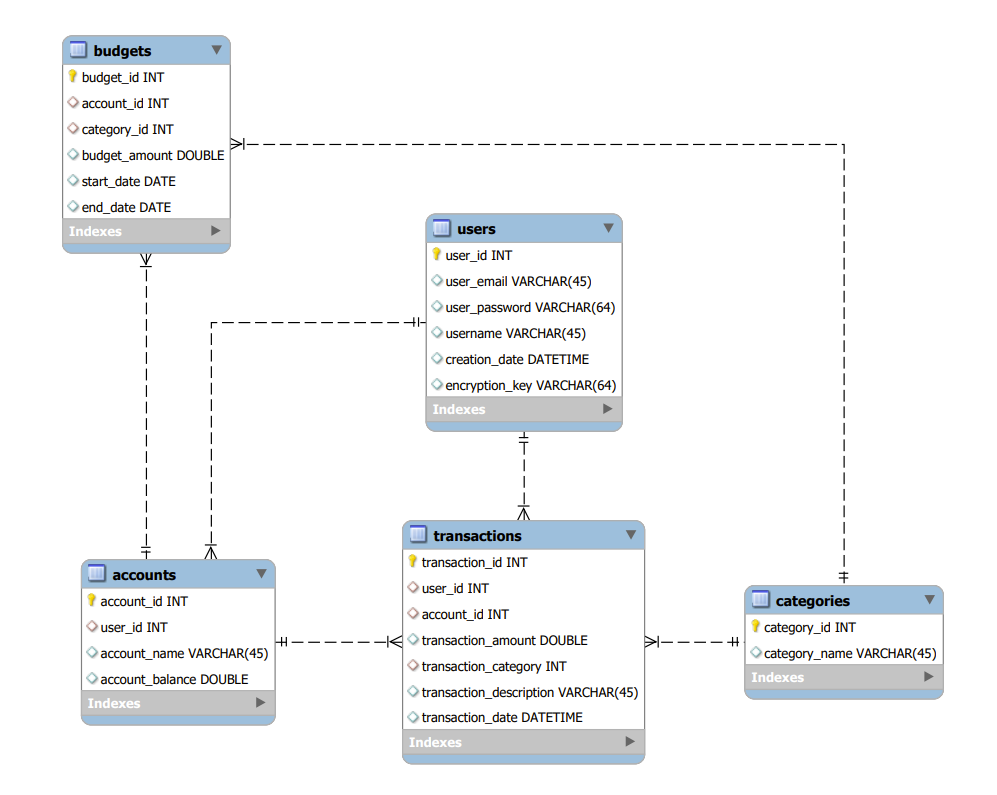 budgets
budget_id INT
account_id INT
category_id INT
budget_amount DOUBLE
start_date DATE
end_date DATE
Indexes
users
user_id INT
user_email VARCHAR(45)
user_password VARCHAR(64)
username VARCHAR(45)
creation_date DATETIME
encryption_key VARCHAR(64)
Indexes
accounts
account_id INT
user_id INT
account_name VARCHAR(45)
account_balance DOUBLE
Indexes
transactions
transaction_id INT
user_id INT
account_id INT
transaction_amount DOUBLE
transaction_category INT
transaction_description VARCHAR(45)
transaction_date DATETIME
Indexes
categories
category_id INT
category_name VARCHAR(45)
Indexes